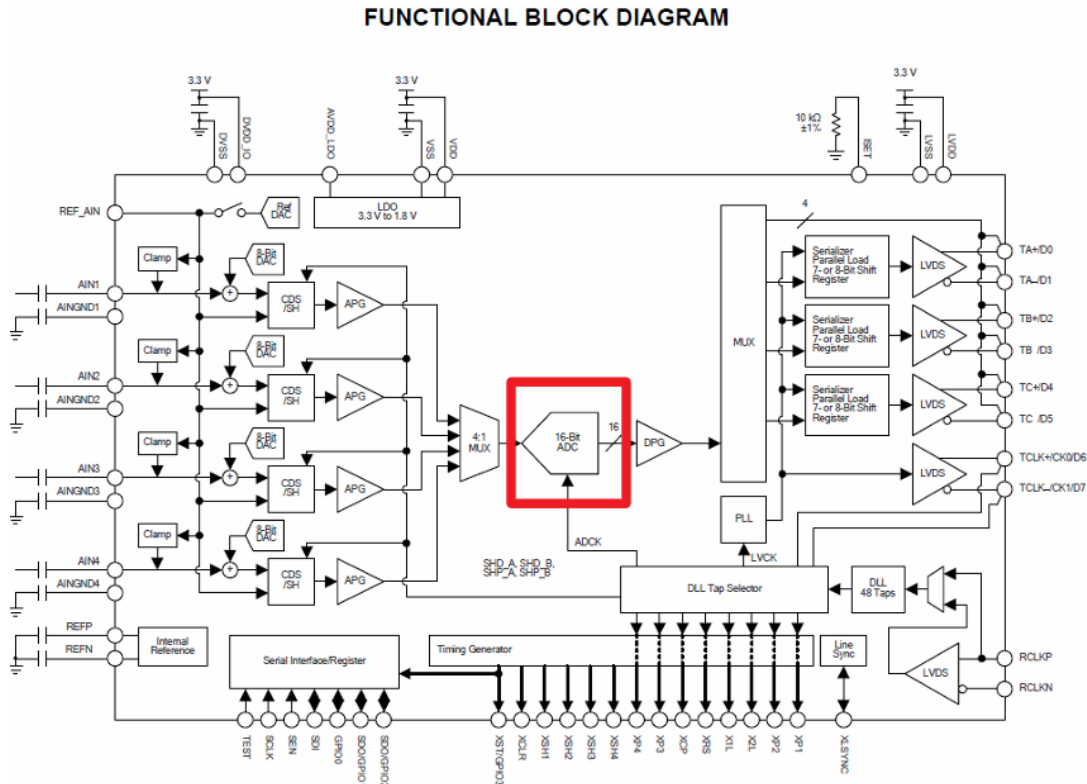 FUNCTIONAL BLOCK DIAGRAM
3.3 V
3.3 V
3.3 V
10 kΩ
±1%
DVSS
DVDD_IO
AVDD_LDO
VSS
VDD
ISET
LVSS
LVDD
REF_AIN
Ref
DAC
LDO
3.3 V to 1.8 V
4
Clamp
8-Bit
DAC
AIN1
AINGND1
+
CDS
/SH
APG
Clamp
8-Bit
DAC
AIN2
AINGND2
+
CDS
/SH
APG
Clamp
8-Bit
DAC
AIN3
AINGND3
+
CDS
/SH
APG
Clamp
8-Bit
DAC
AIN4
AINGND4
+
CDS
/SH
APG
4:1
MUX
16-Bit
ADC
16
DPG
MUX
Serializer
Parallel Load
7- or 8-Bit Shift
Register
LVDS
TA+/D0
TA–/D1
Serializer
Parallel Load
7- or 8-Bit Shift
Register
LVDS
TB+/D2
TB /D3
Serializer
Parallel Load
7- or 8-Bit Shift
Register
LVDS
TC+/D4
TC /D5
LVDS
TCLK+/CK0/D6
TCLK–/CK1/D7
PLL
ADCK
LVCK
SHD_A, SHD_B,
SHP_A, SHP_B
DLL Tap Selector
DLL
48 Taps
REFP
REFN
Internal
Reference
Serial Interface/Register
Timing Generator
Line
Sync
LVDS
RCLKP
RCLKN
TEST
SCLK
SEN
SDI
GPIO0
SDO/GPIO
SDO/GPIO
XST/GPIO3
XCLR
XSH1
XSH2
XSH3
XSH4
XP4
XP3
XCP
XRS
X1L
X2L
XP2
XP1
XLSYNC